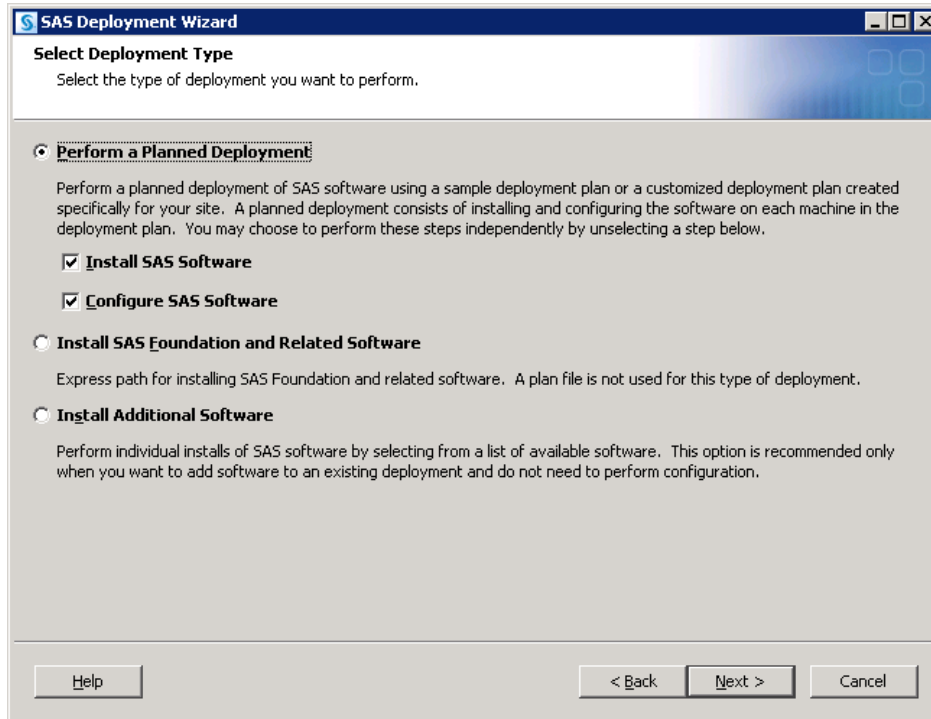 SAS Deployment Wizard
Select Deployment Type
Select the type of deployment you want to perform.
Perform a Planned Deployment
Perform a planned deployment of SAS software using a sample deployment plan or a customized deployment plan created
specifically for your site.  A planned deployment consists of installing and configuring the software on each machine in the
deployment plan.  You may choose to perform these steps independently by unselecting a step below.
Install SAS Software
Configure SAS Software
Install SAS Foundation and Related Software
Express path for installing SAS Foundation and related software.  A plan file is not used for this type of deployment.
Install Additional Software
Perform individual installs of SAS software by selecting from a list of available software.  This option is recommended only
when you want to add software to an existing deployment and do not need to perform configuration.
Help
< Back
Next >
Cancel